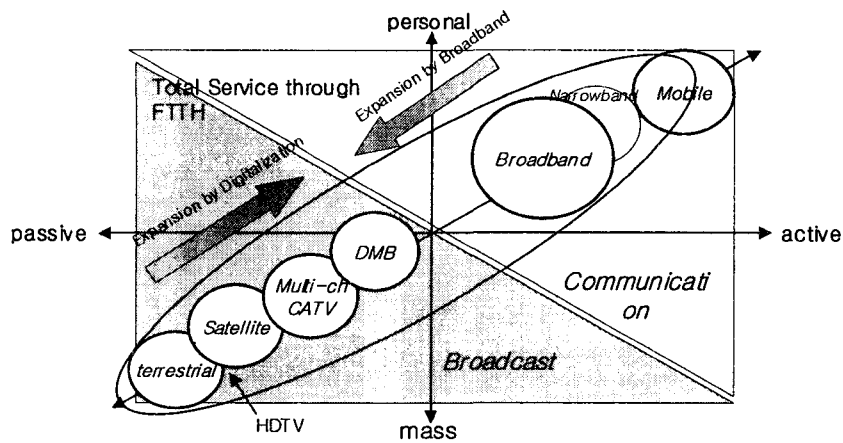 personal
Total Service through
FTTH
Expansion by Broadband
Narrowband
Mobile
Broadband
Expansion by Digitalization
passive
active
DMB
Multi-ch
CATV
Communicati
on
Satellite
Broadcast
terrestrial
HDTV
mass